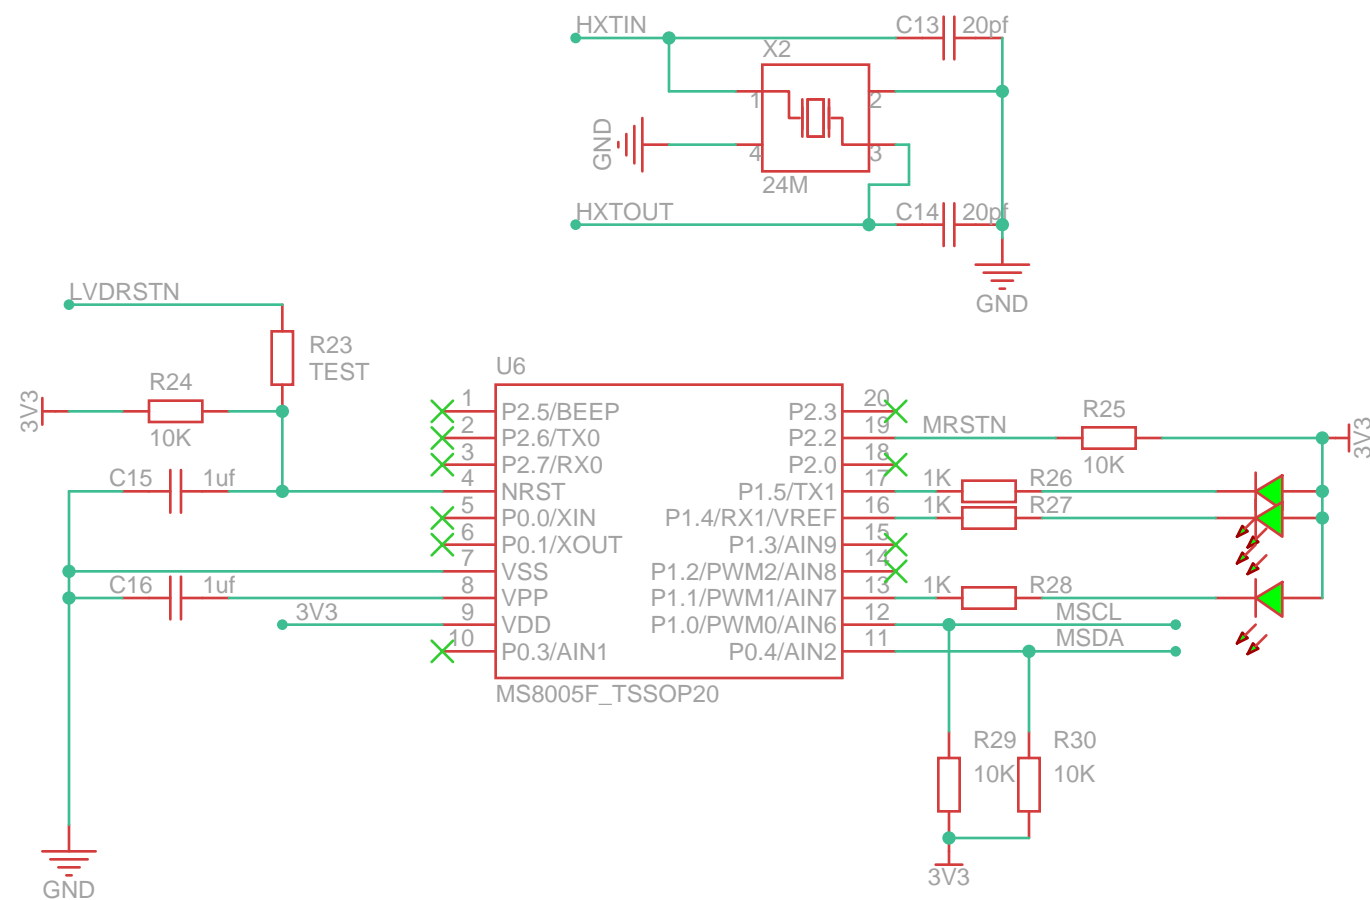 HXTIN
C13 20pf
X2
1 2
GND
4 3
24M
HXTOUT
C14 20pf
GND
LVDRSTN
R23
TEST
3V3
R24
10K
C15 1uf
U6
1 P2.5/BEEP
2 P2.6/TX0
3 P2.7/RX0
4 NRST
5 P0.0/XIN
6 P0.1/XOUT
7 VSS
8 VPP
9 VDD
10 P0.3/AIN1
P2.3 20
P2.2 19
P2.0 18
P1.5/TX1 17
P1.4/RX1/VREF 16
P1.3/AIN9 15
P1.2/PWM2/AIN8 14
P1.1/PWM1/AIN7 13
P1.0/PWM0/AIN6 12
P0.4/AIN2 11
MS8005F_TSSOP20
C16 1uf
3V3
GND
MRSTN
R25
10K
3V3
1K R26
1K R27
1K R28
MSCL
MSDA
R29 R30
10K 10K
3V3